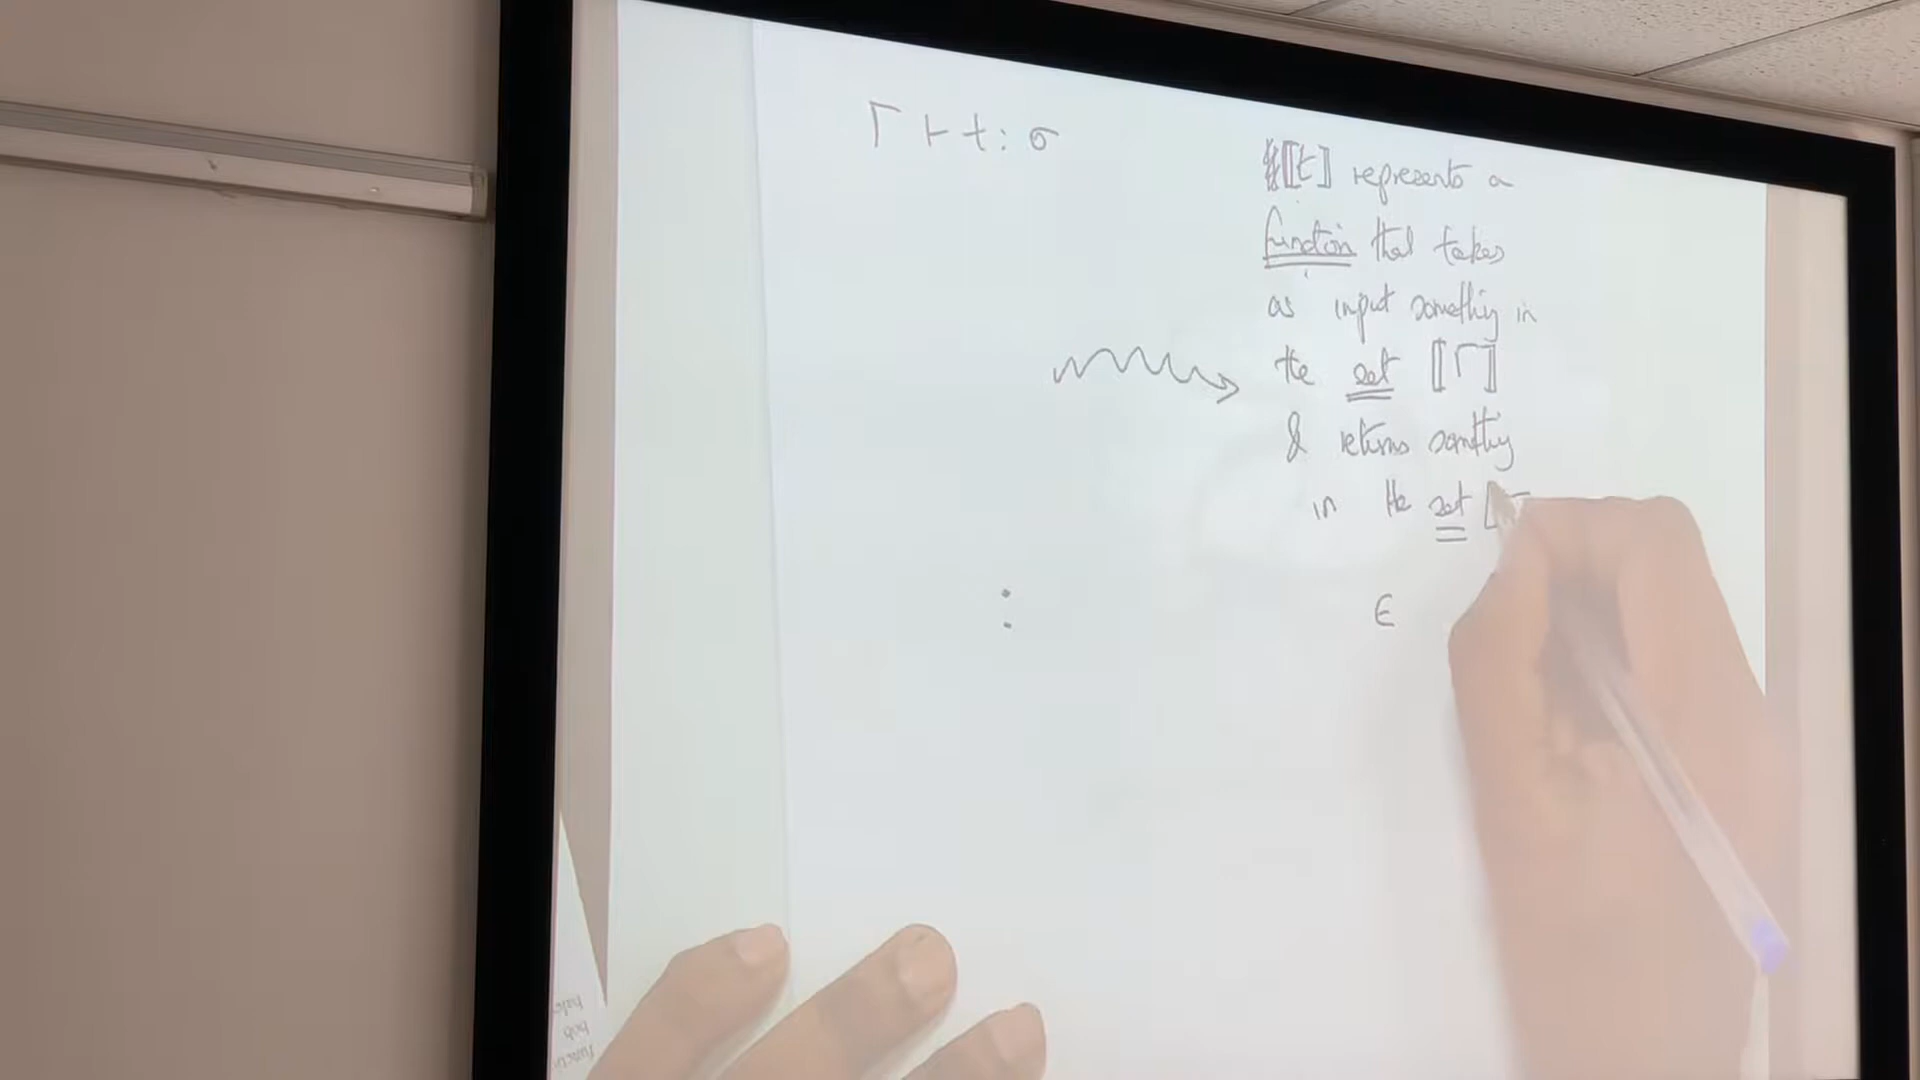 Γ ⊢ t : σ
⟦t⟧ represents a
function that takes
as input something in
the set ⟦Γ⟧
& returns something
in the set ⟦
:
∈